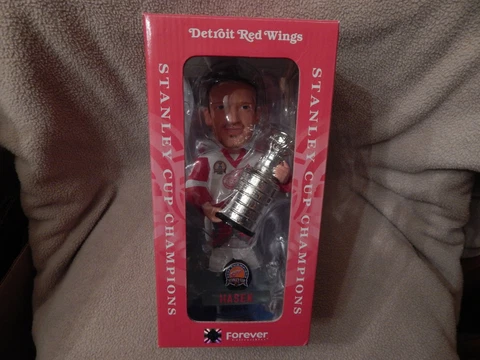 Detroit Red Wings
STANLEY CUP CHAMPIONS
STANLEY CUP CHAMPIONS
HASEK
Forever